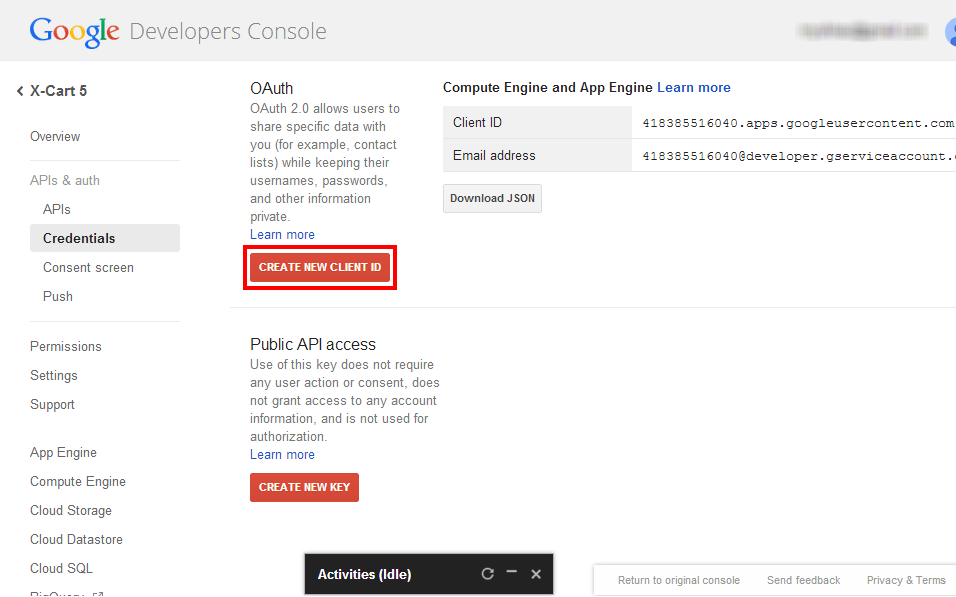 Google Developers Console
X-Cart 5
Overview
APIs & auth
APIs
Credentials
Consent screen
Push
Permissions
Settings
Support
App Engine
Compute Engine
Cloud Storage
Cloud Datastore
Cloud SQL
BigQuery
OAuth
OAuth 2.0 allows users to
share specific data with
you (for example, contact
lists) while keeping their
usernames, passwords,
and other information
private.
Learn more
CREATE NEW CLIENT ID
Compute Engine and App Engine Learn more
Client ID 418385516040.apps.googleusercontent.com
Email address 418385516040@developer.gserviceaccount.
Download JSON
Public API access
Use of this key does not require
any user action or consent, does
not grant access to any account
information, and is not used for
authorization.
Learn more
CREATE NEW KEY
Activities (Idle)
Return to original console Send feedback Privacy & Terms